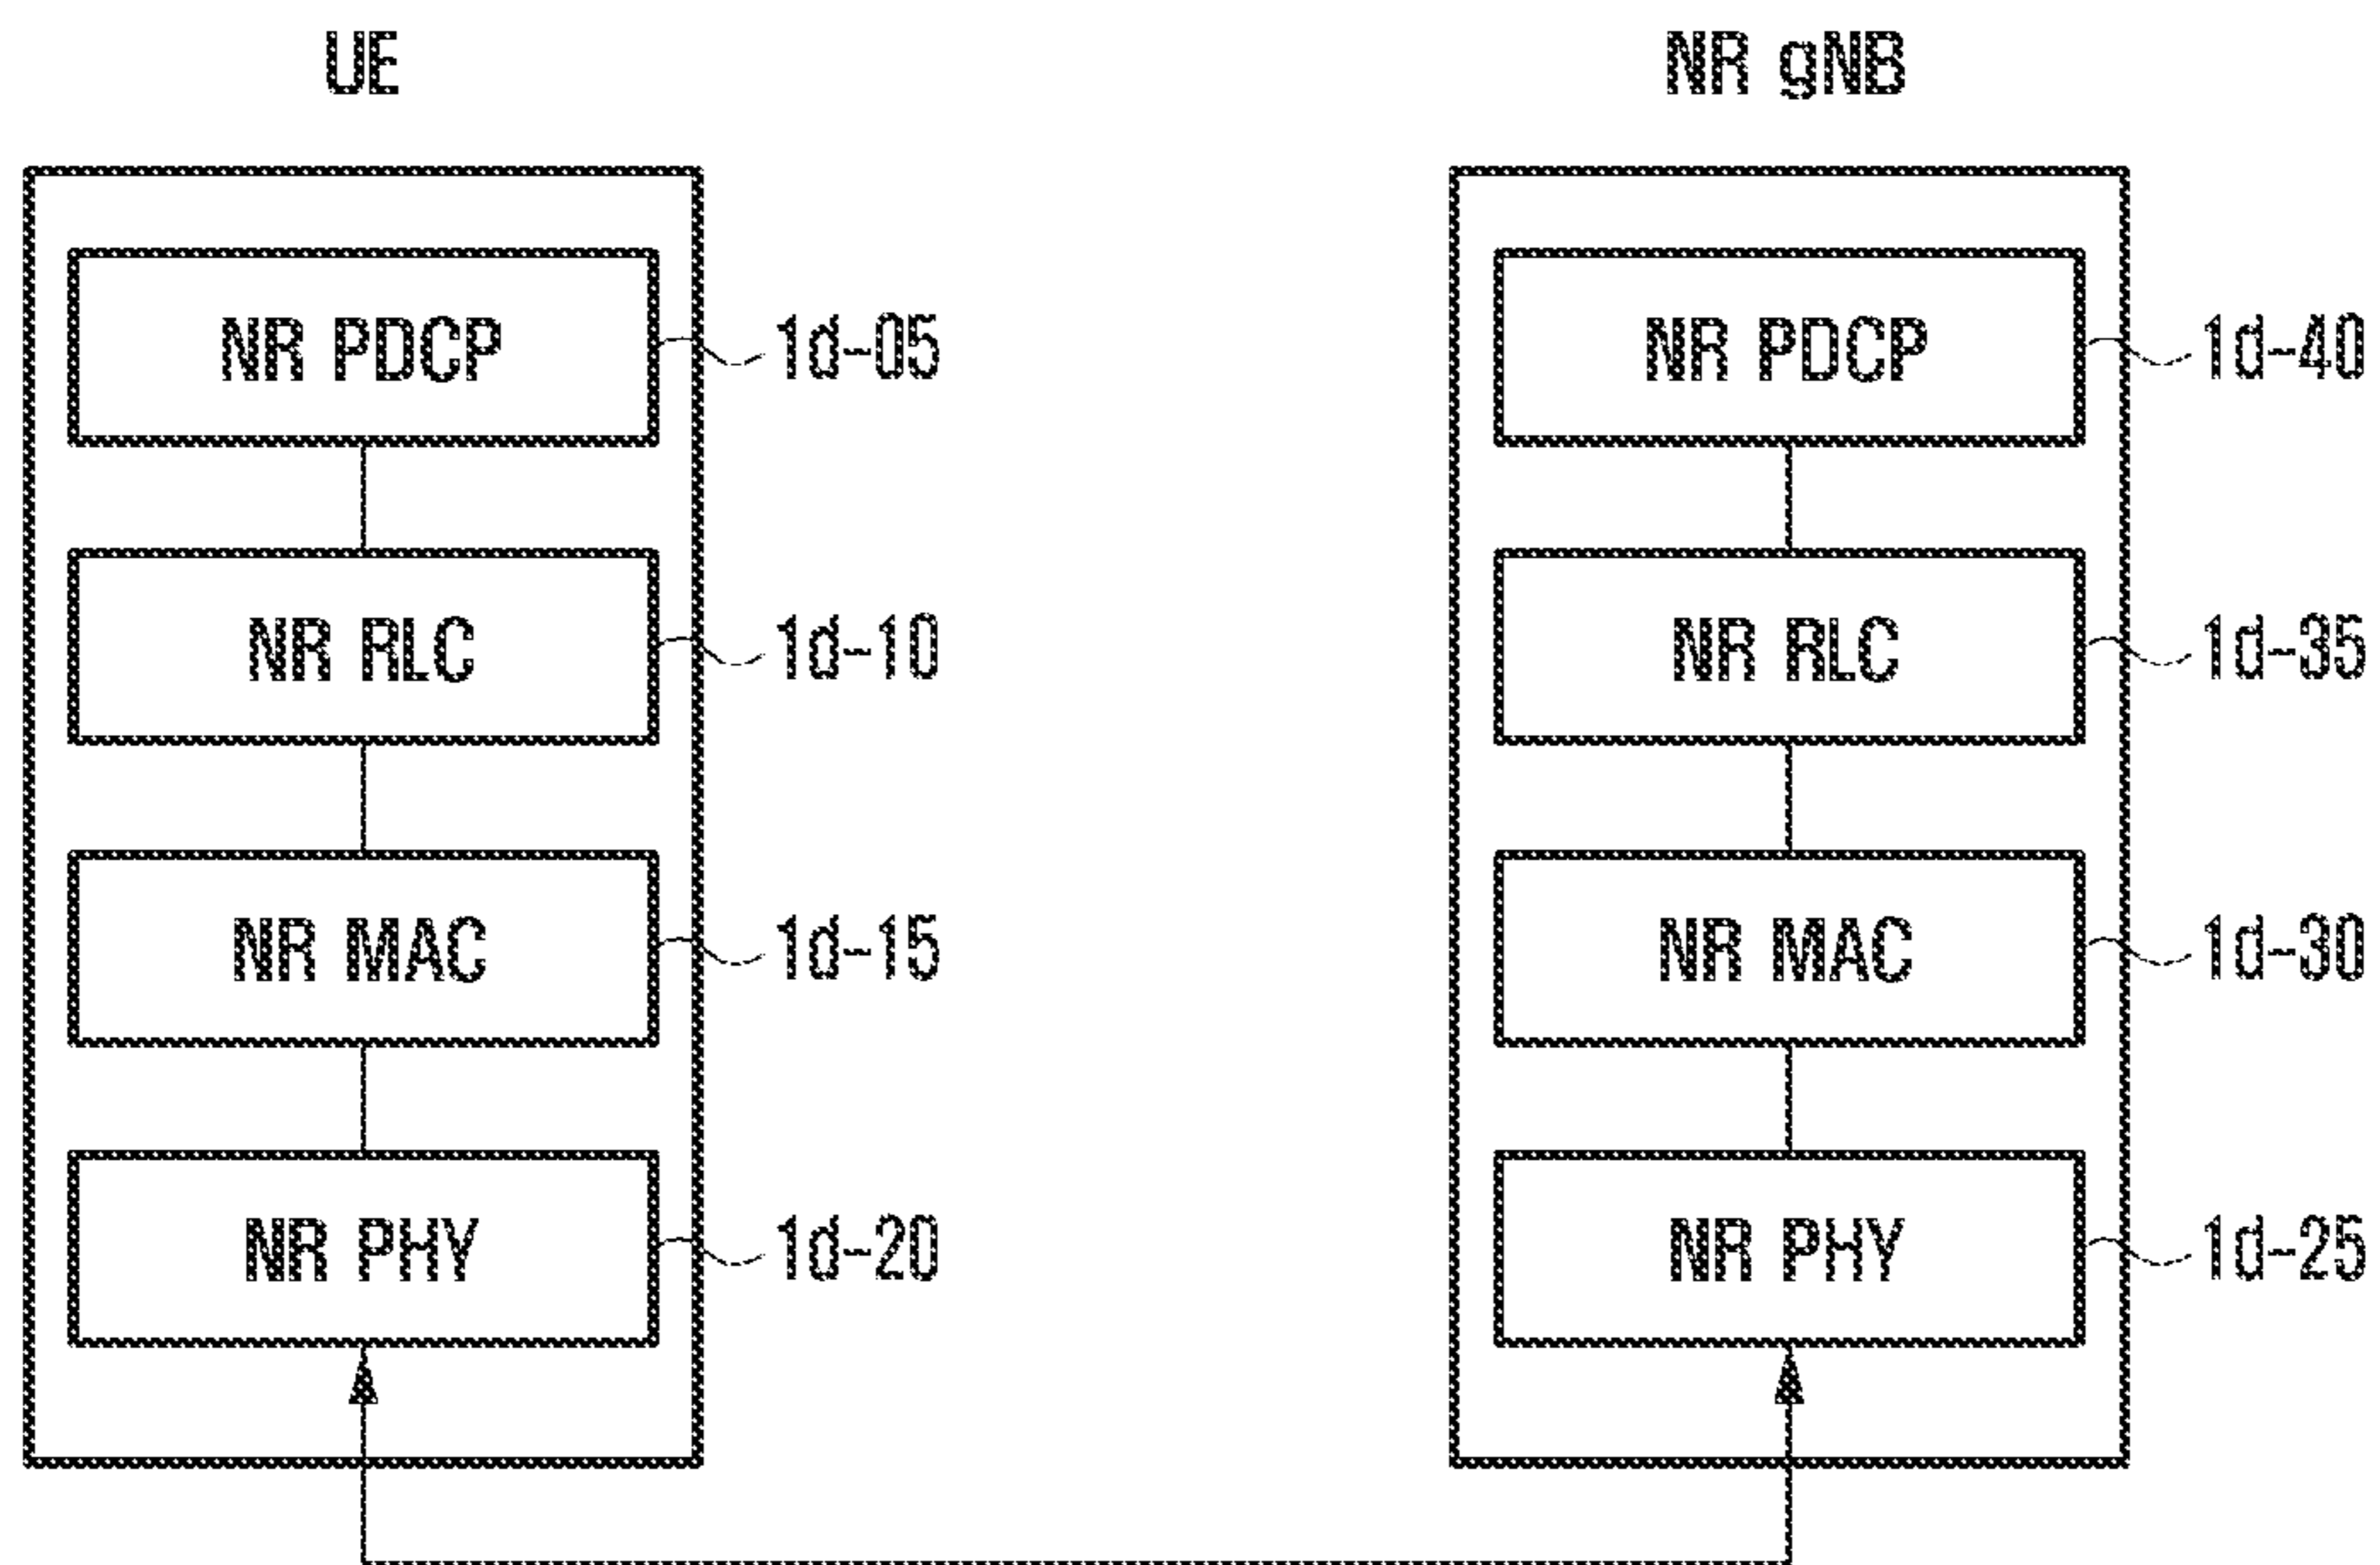 UE
NR gNB
NR PDCP 1d-05
NR PDCP 1d-40
NR RLC 1d-10
NR RLC 1d-35
NR MAC 1d-15
NR MAC 1d-30
NR PHY 1d-20
NR PHY 1d-25